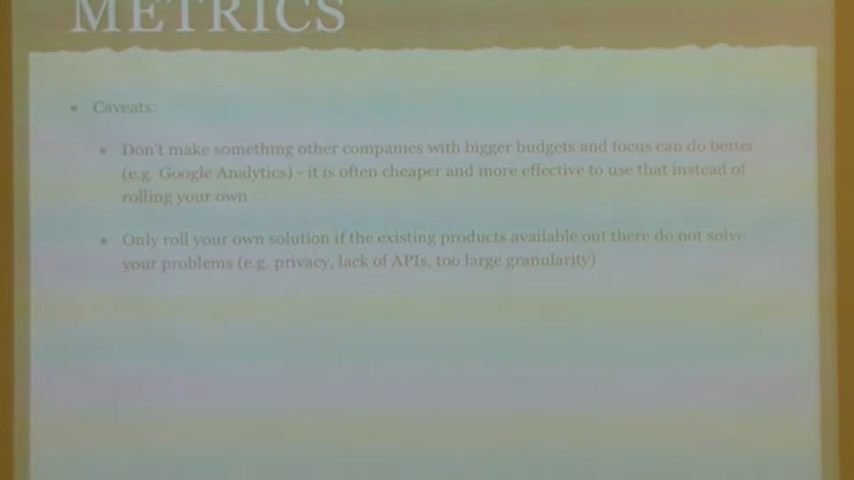 METRICS
• Caveats:
• Don't make something other companies with bigger budgets and focus can do better
(e.g. Google Analytics) - it is often cheaper and more effective to use that instead of
rolling your own
• Only roll your own solution if the existing products available out there do not solve
your problems (e.g. privacy, lack of APIs, too large granularity)